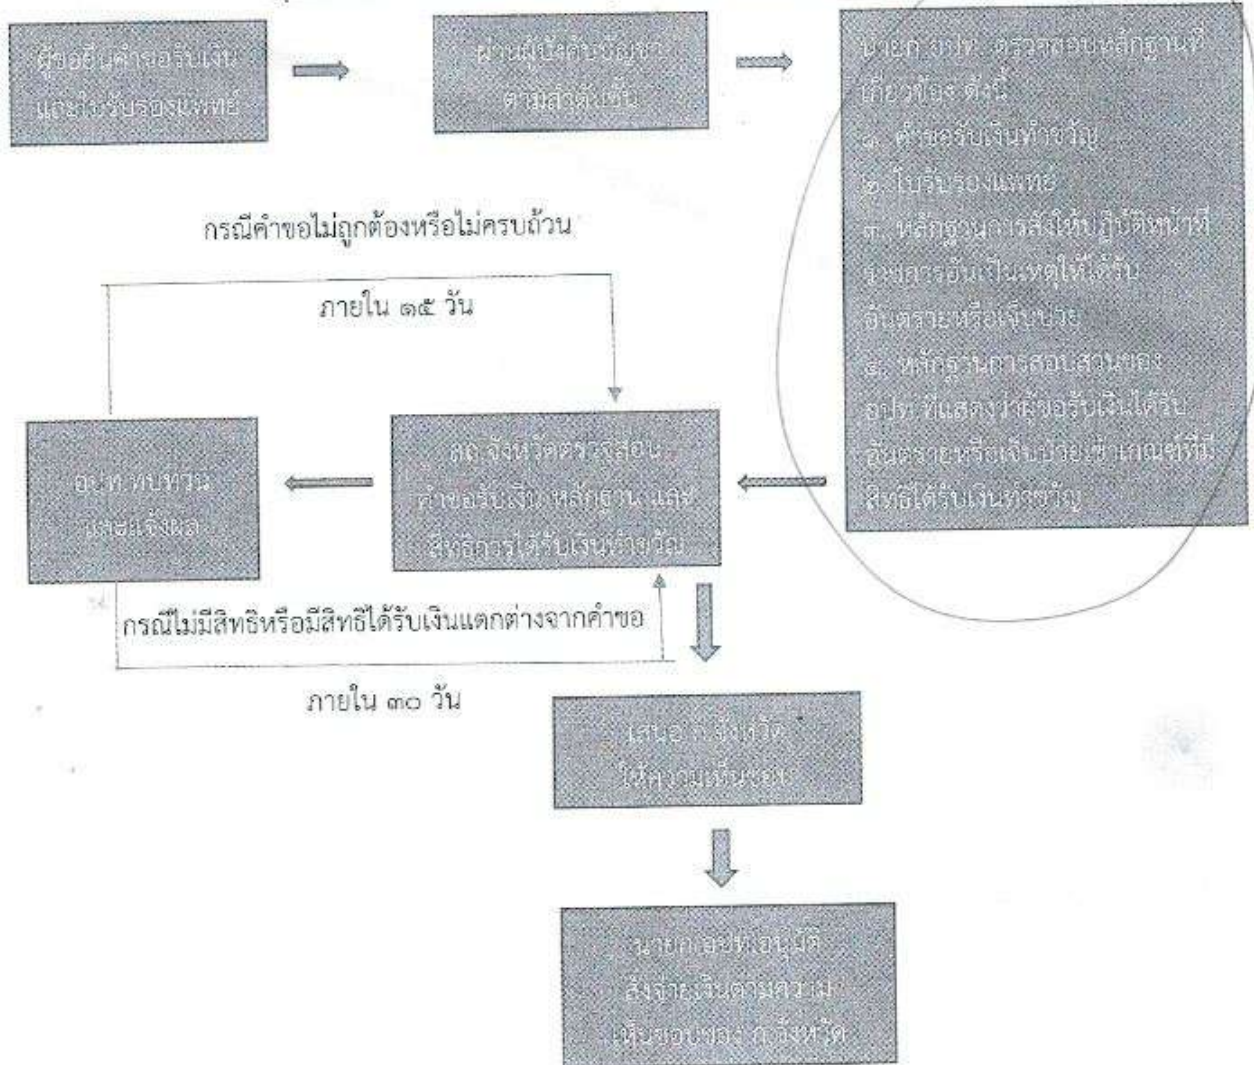 ผู้ขอยื่นคำขอรับเงิน
และใบรับรองแพทย์
ผ่านผู้บังคับบัญชา
ตามลำดับชั้น
นายก อปท. ตรวจสอบหลักฐานที่
เกี่ยวข้อง ดังนี้
๑. คำขอรับเงินทำขวัญ
๒. ใบรับรองแพทย์
๓. หลักฐานการสั่งให้ปฏิบัติหน้าที่
ราชการอันเป็นเหตุให้ได้รับ
อันตรายหรือเจ็บป่วย
๔. หลักฐานการสอบสวนของ
อปท.ที่แสดงว่าผู้ขอรับเงินได้รับ
อันตรายหรือเจ็บป่วยเข้าเกณฑ์ที่มี
สิทธิได้รับเงินทำขวัญ
กรณีคำขอไม่ถูกต้องหรือไม่ครบถ้วน
ภายใน ๑๕ วัน
อปท.ทบทวน
และแจ้งผล
สถ.จังหวัดตรวจสอบ
คำขอรับเงิน หลักฐาน และ
สิทธิการได้รับเงินทำขวัญ
กรณีไม่มีสิทธิหรือมีสิทธิได้รับเงินแตกต่างจากคำขอ
ภายใน ๓๐ วัน
เสนอ ก.จังหวัด
ให้ความเห็นชอบ
นายก อปท.อนุมัติ
สั่งจ่ายเงินตามความ
เห็นชอบของ ก.จังหวัด